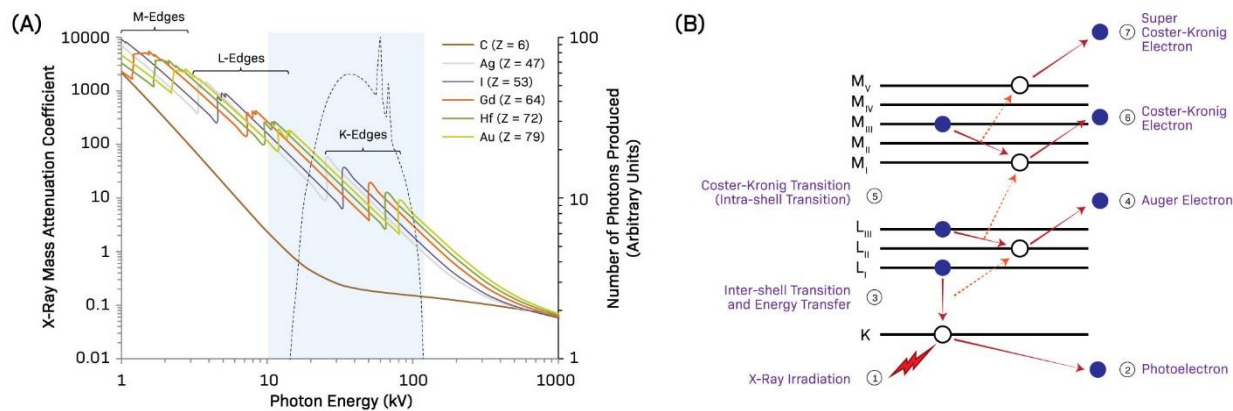 (A)
M-Edges
L-Edges
K-Edges
X-Ray Mass Attenuation Coefficient
10000
1000
100
10
1
0.1
0.01
1
10
100
1000
Photon Energy (kV)
C (Z = 6)
Ag (Z = 47)
I (Z = 53)
Gd (Z = 64)
Hf (Z = 72)
Au (Z = 79)
100
10
1
Number of Photons Produced
(Arbitrary Units)
(B)
7 Super
Coster-Kronig
Electron
MV
MIV
MIII
MII
MI
6 Coster-Kronig
Electron
Coster-Kronig Transition
(Intra-shell Transition)
5
4 Auger Electron
LIII
LII
LI
Inter-shell Transition
and Energy Transfer
3
K
X-Ray Irradiation 1
2 Photoelectron